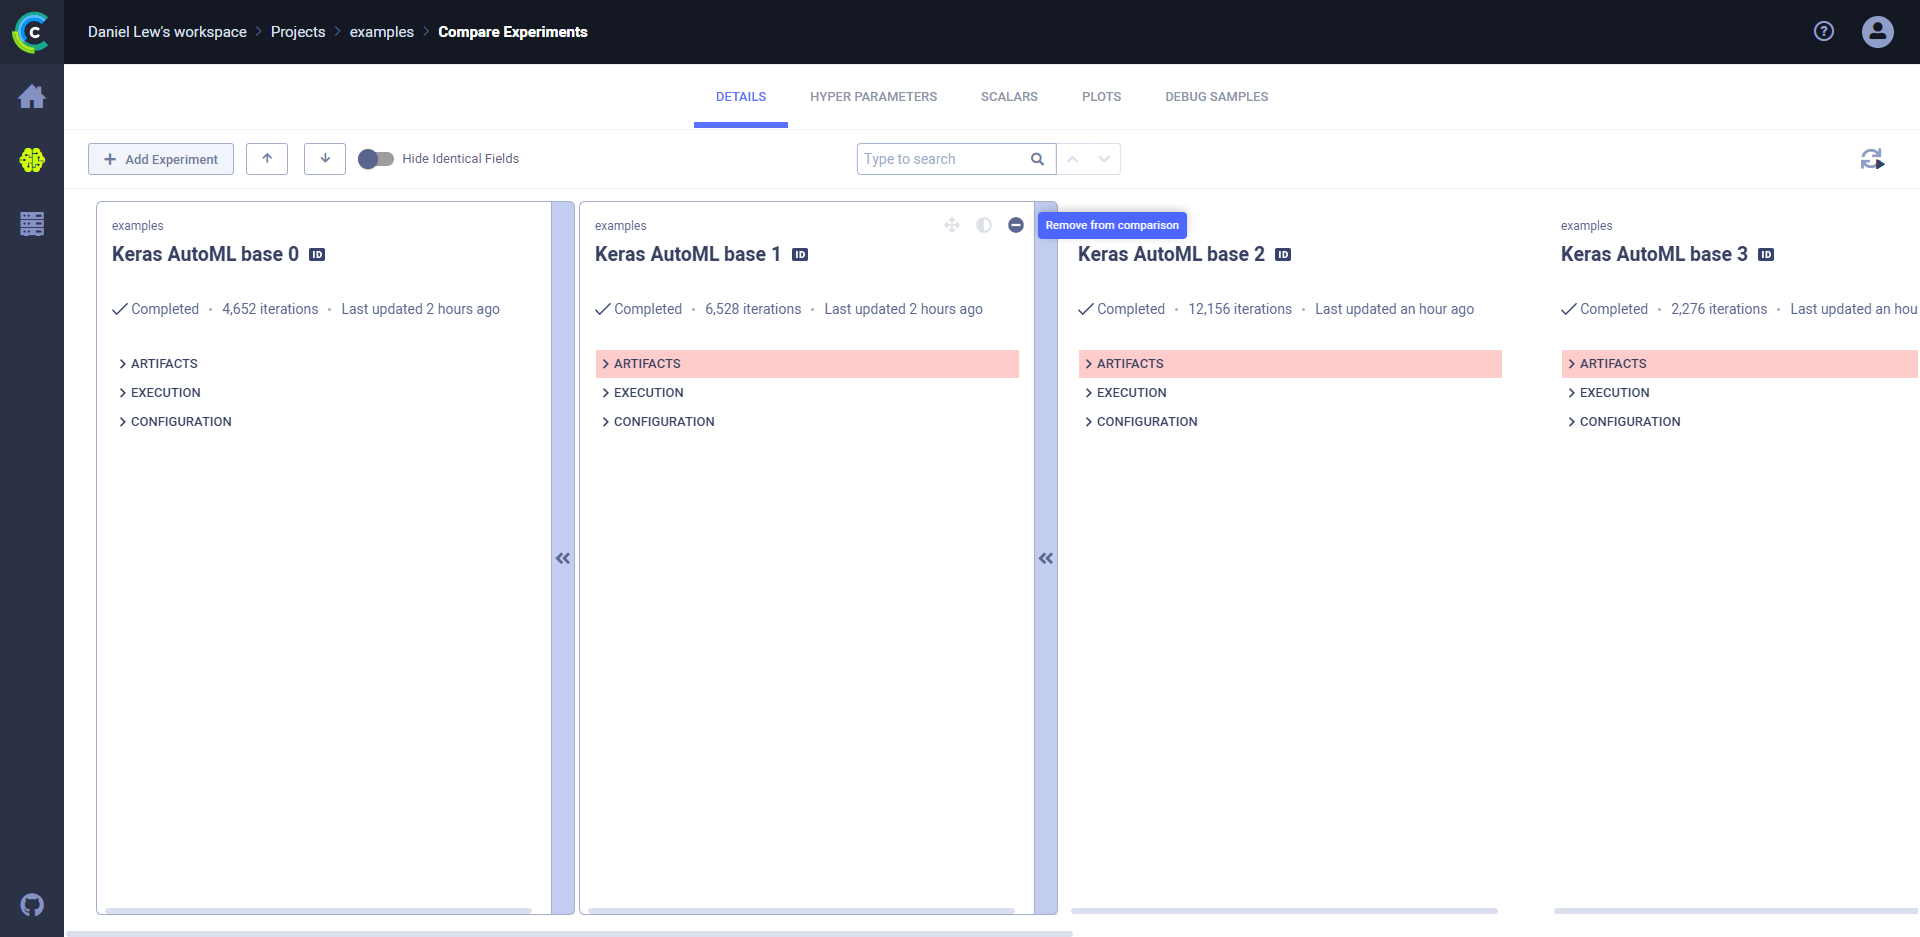 Daniel Lew's workspace > Projects > examples > Compare Experiments
DETAILS HYPER PARAMETERS SCALARS PLOTS DEBUG SAMPLES
+ Add Experiment Hide Identical Fields Type to search
examples
Keras AutoML base 0 ID
Completed • 4,652 iterations • Last updated 2 hours ago
ARTIFACTS
EXECUTION
CONFIGURATION
examples
Remove from comparison
Keras AutoML base 1 ID
Completed • 6,528 iterations • Last updated 2 hours ago
ARTIFACTS
EXECUTION
CONFIGURATION
Keras AutoML base 2 ID
Completed • 12,156 iterations • Last updated an hour ago
ARTIFACTS
EXECUTION
CONFIGURATION
examples
Keras AutoML base 3 ID
Completed • 2,276 iterations • Last updated an hou
ARTIFACTS
EXECUTION
CONFIGURATION